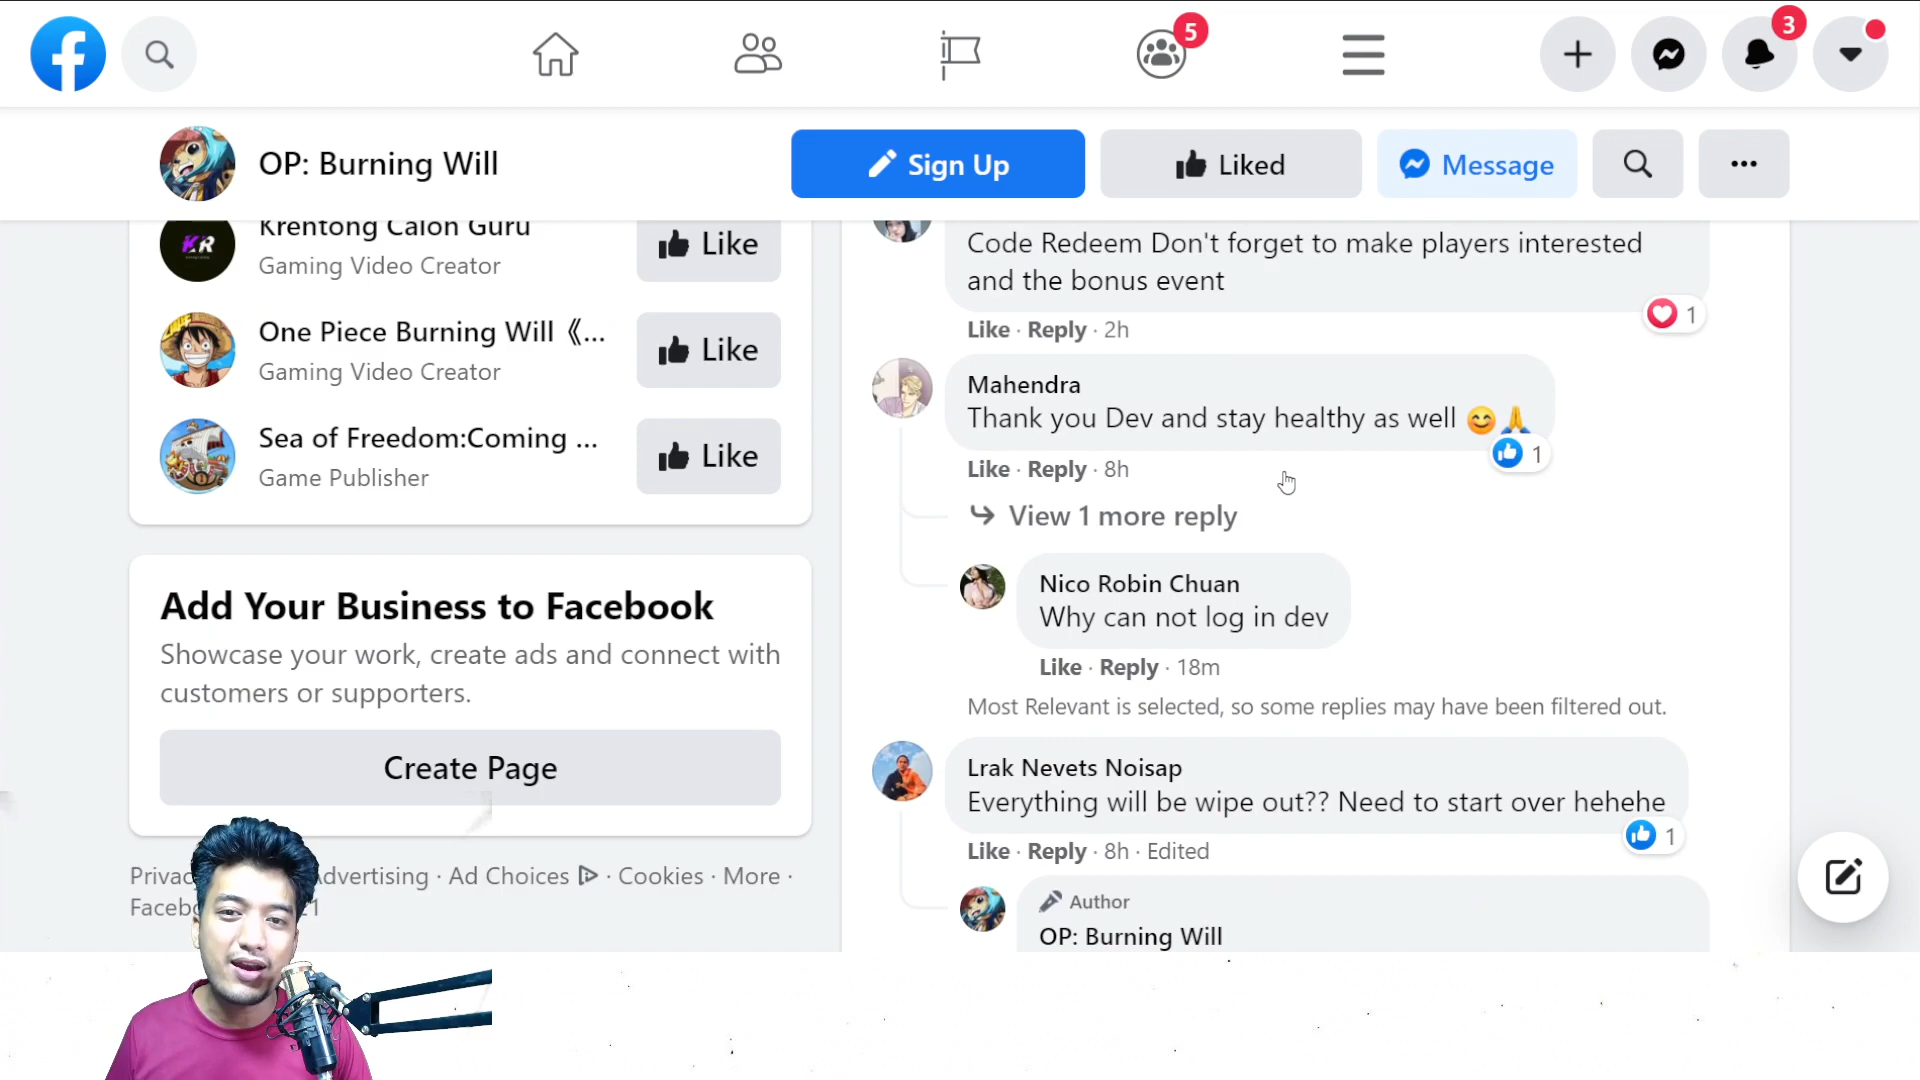 5
3
OP: Burning Will
Sign Up
Liked
Message
Krentong Calon Guru
Gaming Video Creator
Like
One Piece Burning Will《...
Gaming Video Creator
Like
Sea of Freedom:Coming ...
Game Publisher
Like
Add Your Business to Facebook
Showcase your work, create ads and connect with
customers or supporters.
Create Page
Advertising · Ad Choices · Cookies · More ·
Code Redeem Don't forget to make players interested
and the bonus event
1
Like · Reply · 2h
Mahendra
Thank you Dev and stay healthy as well 😊🙏
1
Like · Reply · 8h
View 1 more reply
Nico Robin Chuan
Why can not log in dev
Like · Reply · 18m
Most Relevant is selected, so some replies may have been filtered out.
Lrak Nevets Noisap
Everything will be wipe out?? Need to start over hehehe
1
Like · Reply · 8h · Edited
Author
OP: Burning Will